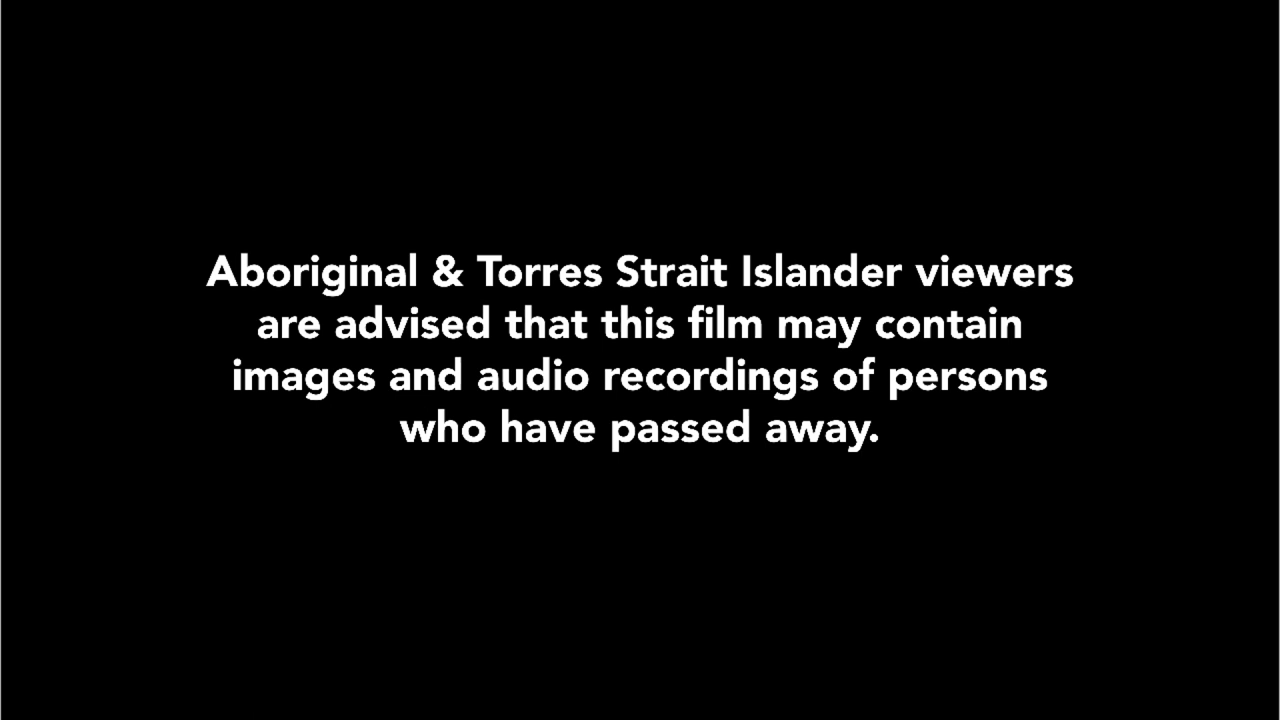 Aboriginal & Torres Strait Islander viewers
are advised that this film may contain
images and audio recordings of persons
who have passed away.